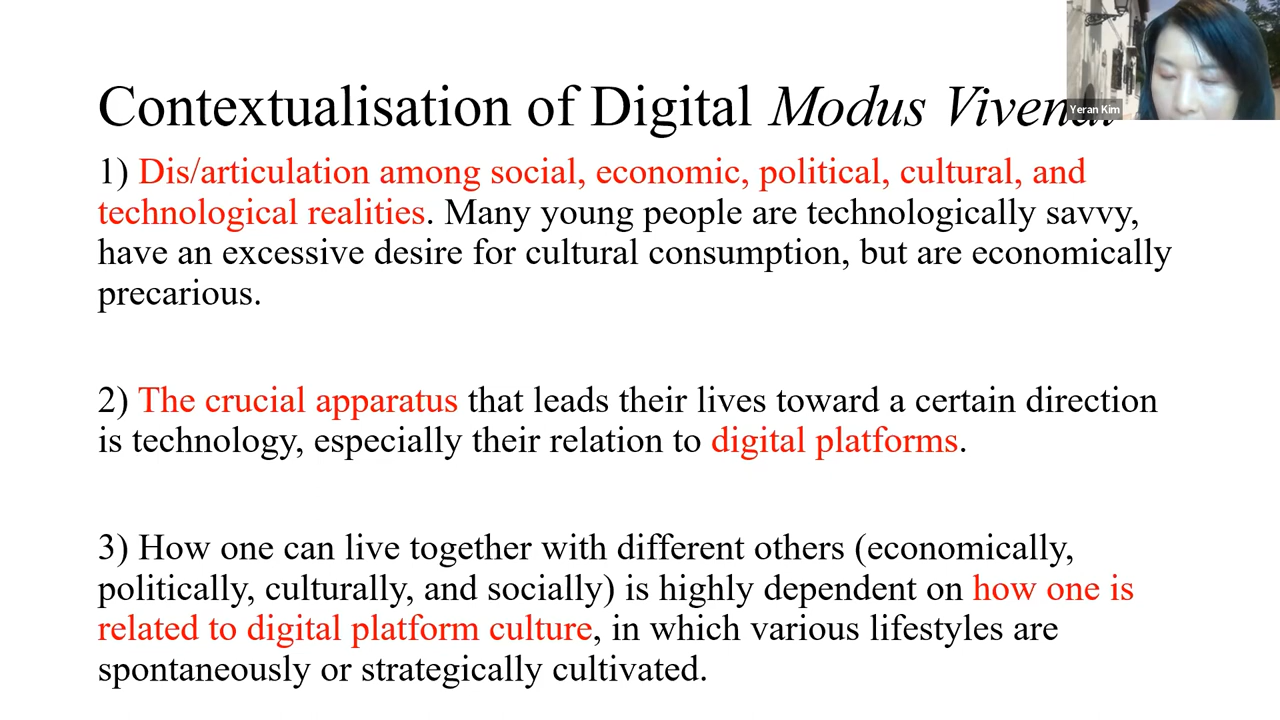 Contextualisation of Digital Modus
Yeran Kim
1) Dis/articulation among social, economic, political, cultural, and
technological realities. Many young people are technologically savvy,
have an excessive desire for cultural consumption, but are economically
precarious.
2) The crucial apparatus that leads their lives toward a certain direction
is technology, especially their relation to digital platforms.
3) How one can live together with different others (economically,
politically, culturally, and socially) is highly dependent on how one is
related to digital platform culture, in which various lifestyles are
spontaneously or strategically cultivated.